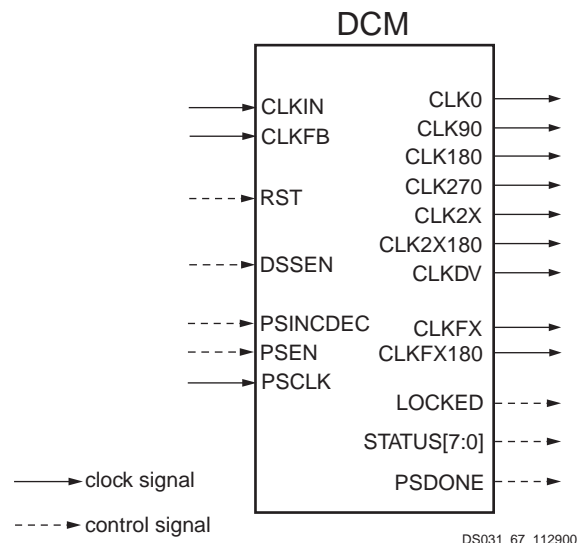 DCM
CLKIN
CLKFB
RST
DSSEN
PSINCDEC
PSEN
PSCLK
CLK0
CLK90
CLK180
CLK270
CLK2X
CLK2X180
CLKDV
CLKFX
CLKFX180
LOCKED
STATUS[7:0]
PSDONE
clock signal
control signal
DS031_67_112900